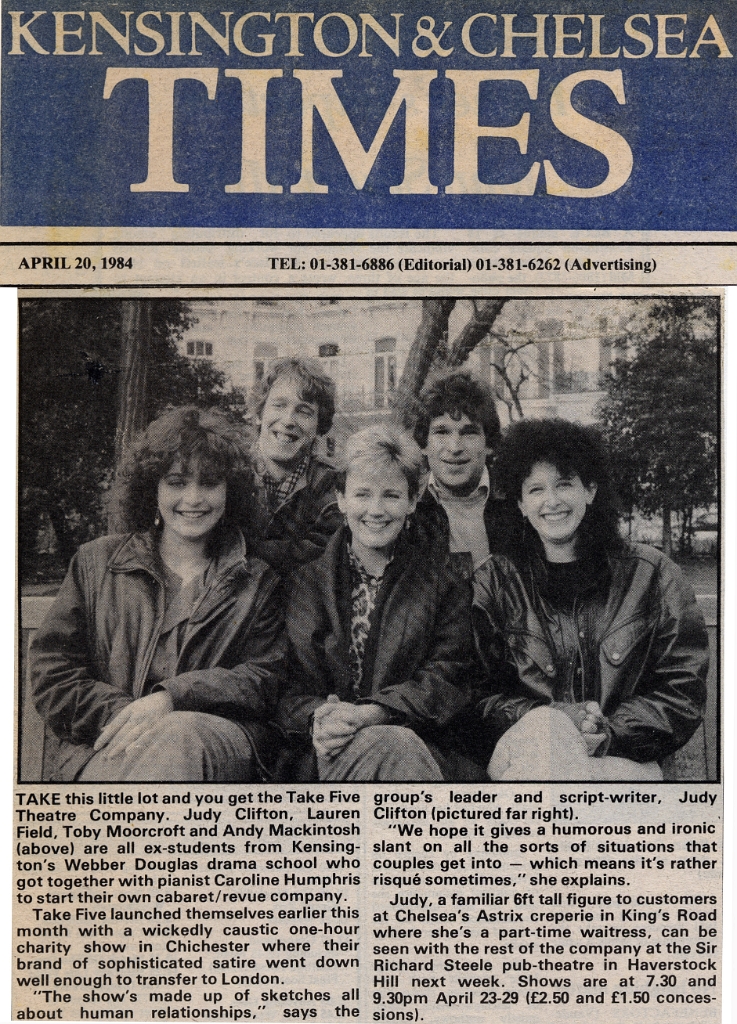 KENSINGTON & CHELSEA
TIMES
APRIL 20, 1984
TEL: 01-381-6886 (Editorial) 01-381-6262 (Advertising)
TAKE this little lot and you get the Take Five
Theatre Company. Judy Clifton, Lauren
Field, Toby Moorcroft and Andy Mackintosh
(above) are all ex-students from Kensing-
ton's Webber Douglas drama school who
got together with pianist Caroline Humphris
to start their own cabaret/revue company.
Take Five launched themselves earlier this
month with a wickedly caustic one-hour
charity show in Chichester where their
brand of sophisticated satire went down
well enough to transfer to London.
"The show's made up of sketches all
about human relationships," says the
group's leader and script-writer, Judy
Clifton (pictured far right).
"We hope it gives a humorous and ironic
slant on all the sorts of situations that
couples get into — which means it's rather
risqué sometimes," she explains.
Judy, a familiar 6ft tall figure to customers
at Chelsea's Astrix creperie in King's Road
where she's a part-time waitress, can be
seen with the rest of the company at the Sir
Richard Steele pub-theatre in Haverstock
Hill next week. Shows are at 7.30 and
9.30pm April 23-29 (£2.50 and £1.50 conces-
sions).